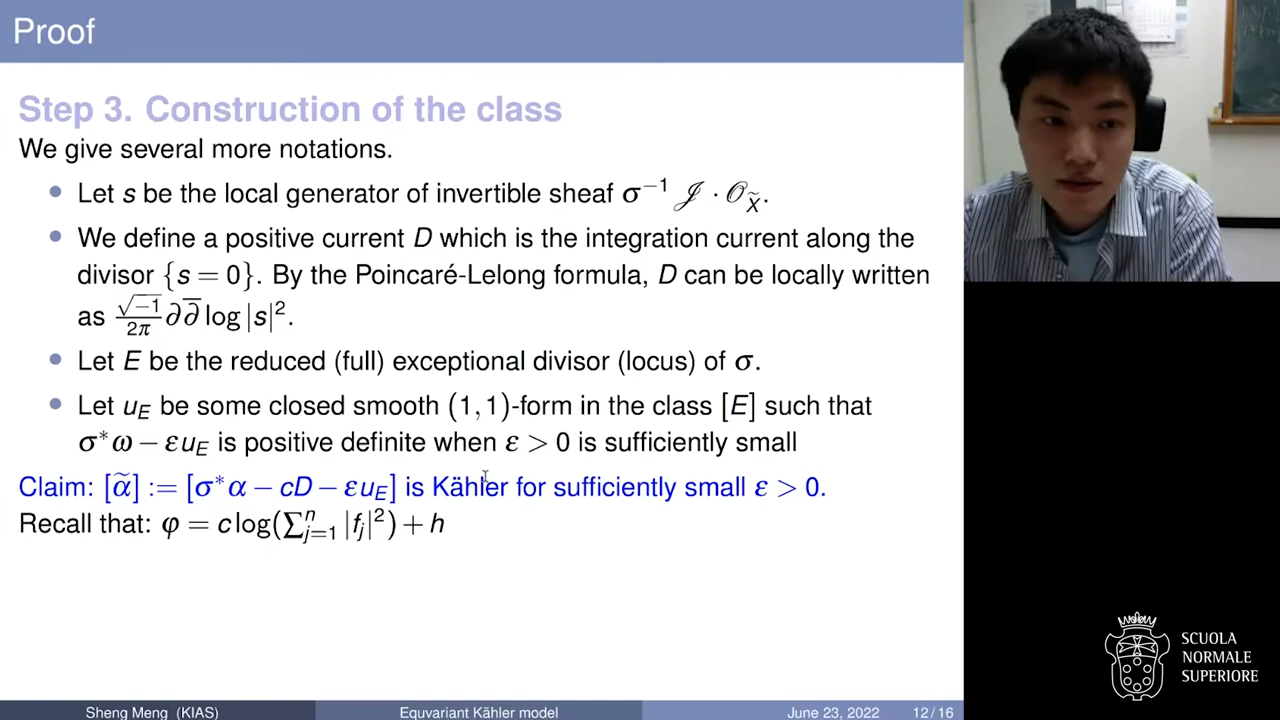 Proof
Step 3. Construction of the class
We give several more notations.
• Let s be the local generator of invertible sheaf σ⁻¹ 𝒥 · 𝒪_X̃.
• We define a positive current D which is the integration current along the
divisor {s = 0}. By the Poincaré-Lelong formula, D can be locally written
as √−1/2π ∂∂̅ log|s|².
• Let E be the reduced (full) exceptional divisor (locus) of σ.
• Let u_E be some closed smooth (1,1)-form in the class [E] such that
σ*ω − εu_E is positive definite when ε > 0 is sufficiently small
Claim: [α̃] := [σ*α − cD − εu_E] is Kähler for sufficiently small ε > 0.
Recall that: φ = c log(∑ⁿ_{j=1} |f_j|²) + h
SCUOLA
NORMALE
SUPERIORE
Sheng Meng (KIAS) Equvariant Kähler model June 23, 2022 12 / 16